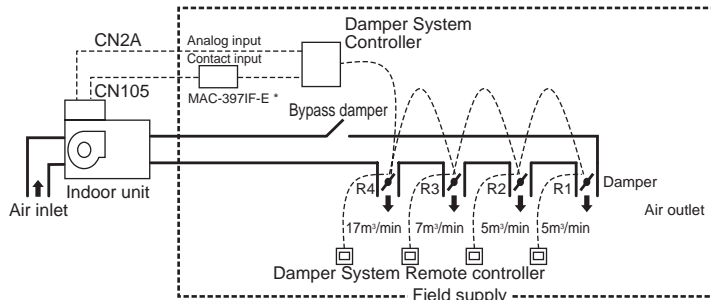 Damper System
Controller
CN2A
Analog input
Contact input
CN105
MAC-397IF-E *
Bypass damper
Indoor unit
Air inlet
R4
R3
R2
R1
Damper
Air outlet
17m³/min
7m³/min
5m³/min
5m³/min
Damper System Remote controller
Field supply